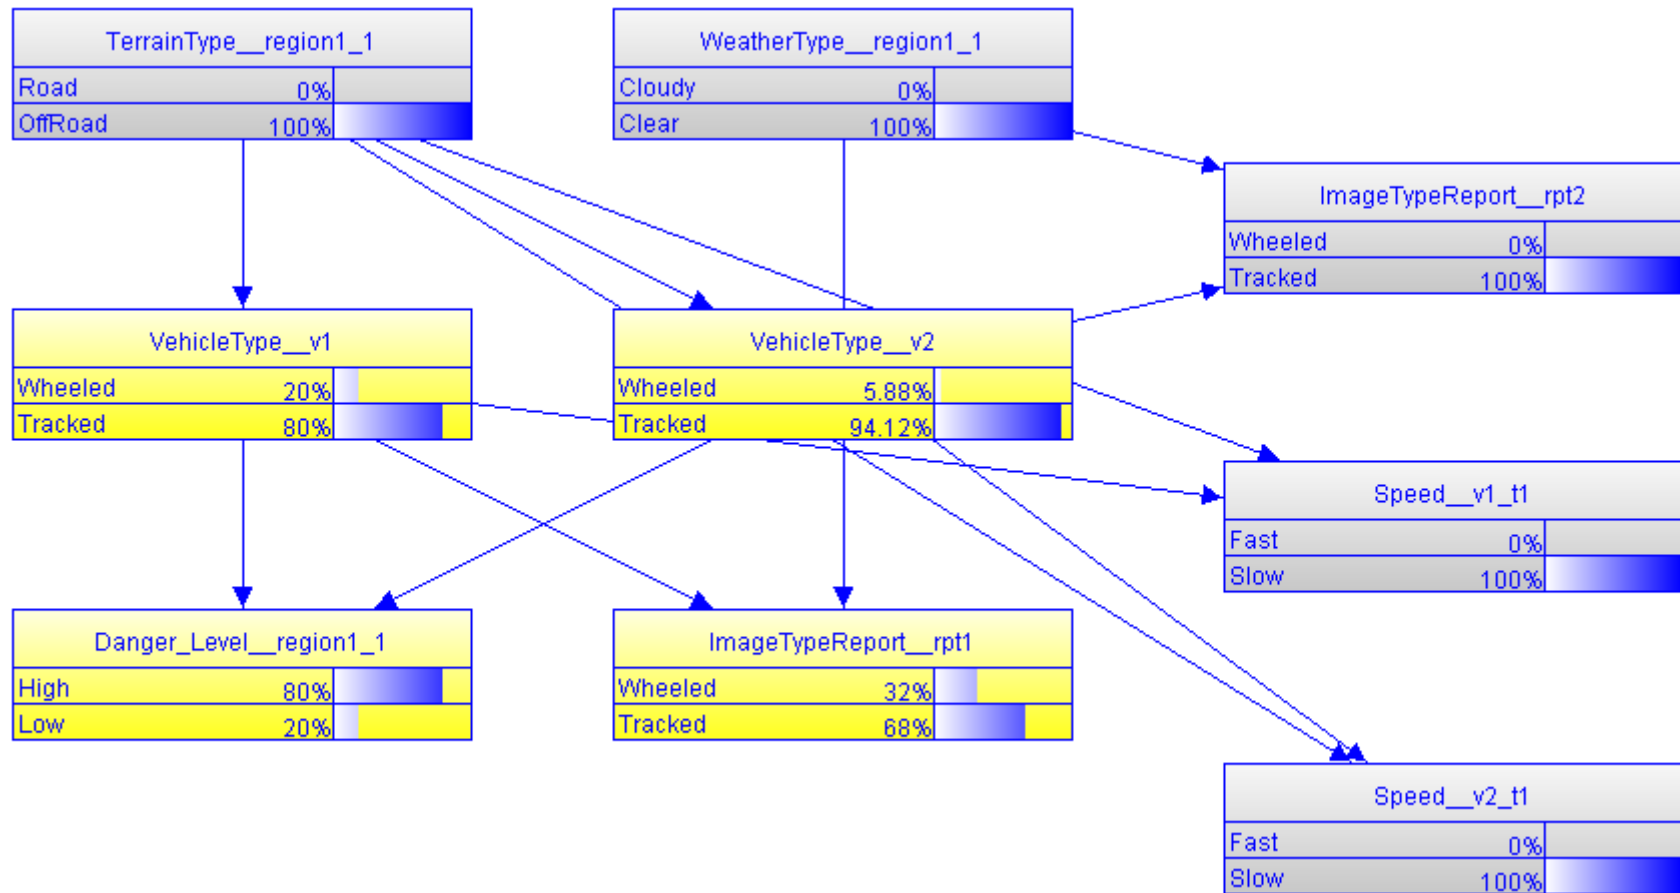 TerrainType__region1_1
Road 0%
OffRoad 100%
WeatherType__region1_1
Cloudy 0%
Clear 100%
ImageTypeReport__rpt2
Wheeled 0%
Tracked 100%
VehicleType__v1
Wheeled 20%
Tracked 80%
VehicleType__v2
Wheeled 5.88%
Tracked 94.12%
Speed__v1_t1
Fast 0%
Slow 100%
Danger_Level__region1_1
High 80%
Low 20%
ImageTypeReport__rpt1
Wheeled 32%
Tracked 68%
Speed__v2_t1
Fast 0%
Slow 100%